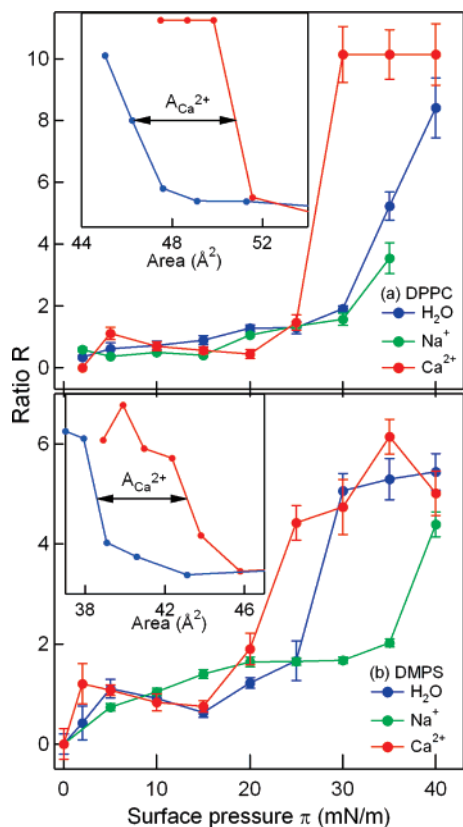 10
8
6
4
2
0
A_Ca²⁺
44 48 52
Area (Å²)
(a) DPPC
H₂O
Na⁺
Ca²⁺
Ratio R
6
4
2
0
A_Ca²⁺
38 42 46
Area (Å²)
(b) DMPS
H₂O
Na⁺
Ca²⁺
0 10 20 30 40
Surface pressure π (mN/m)